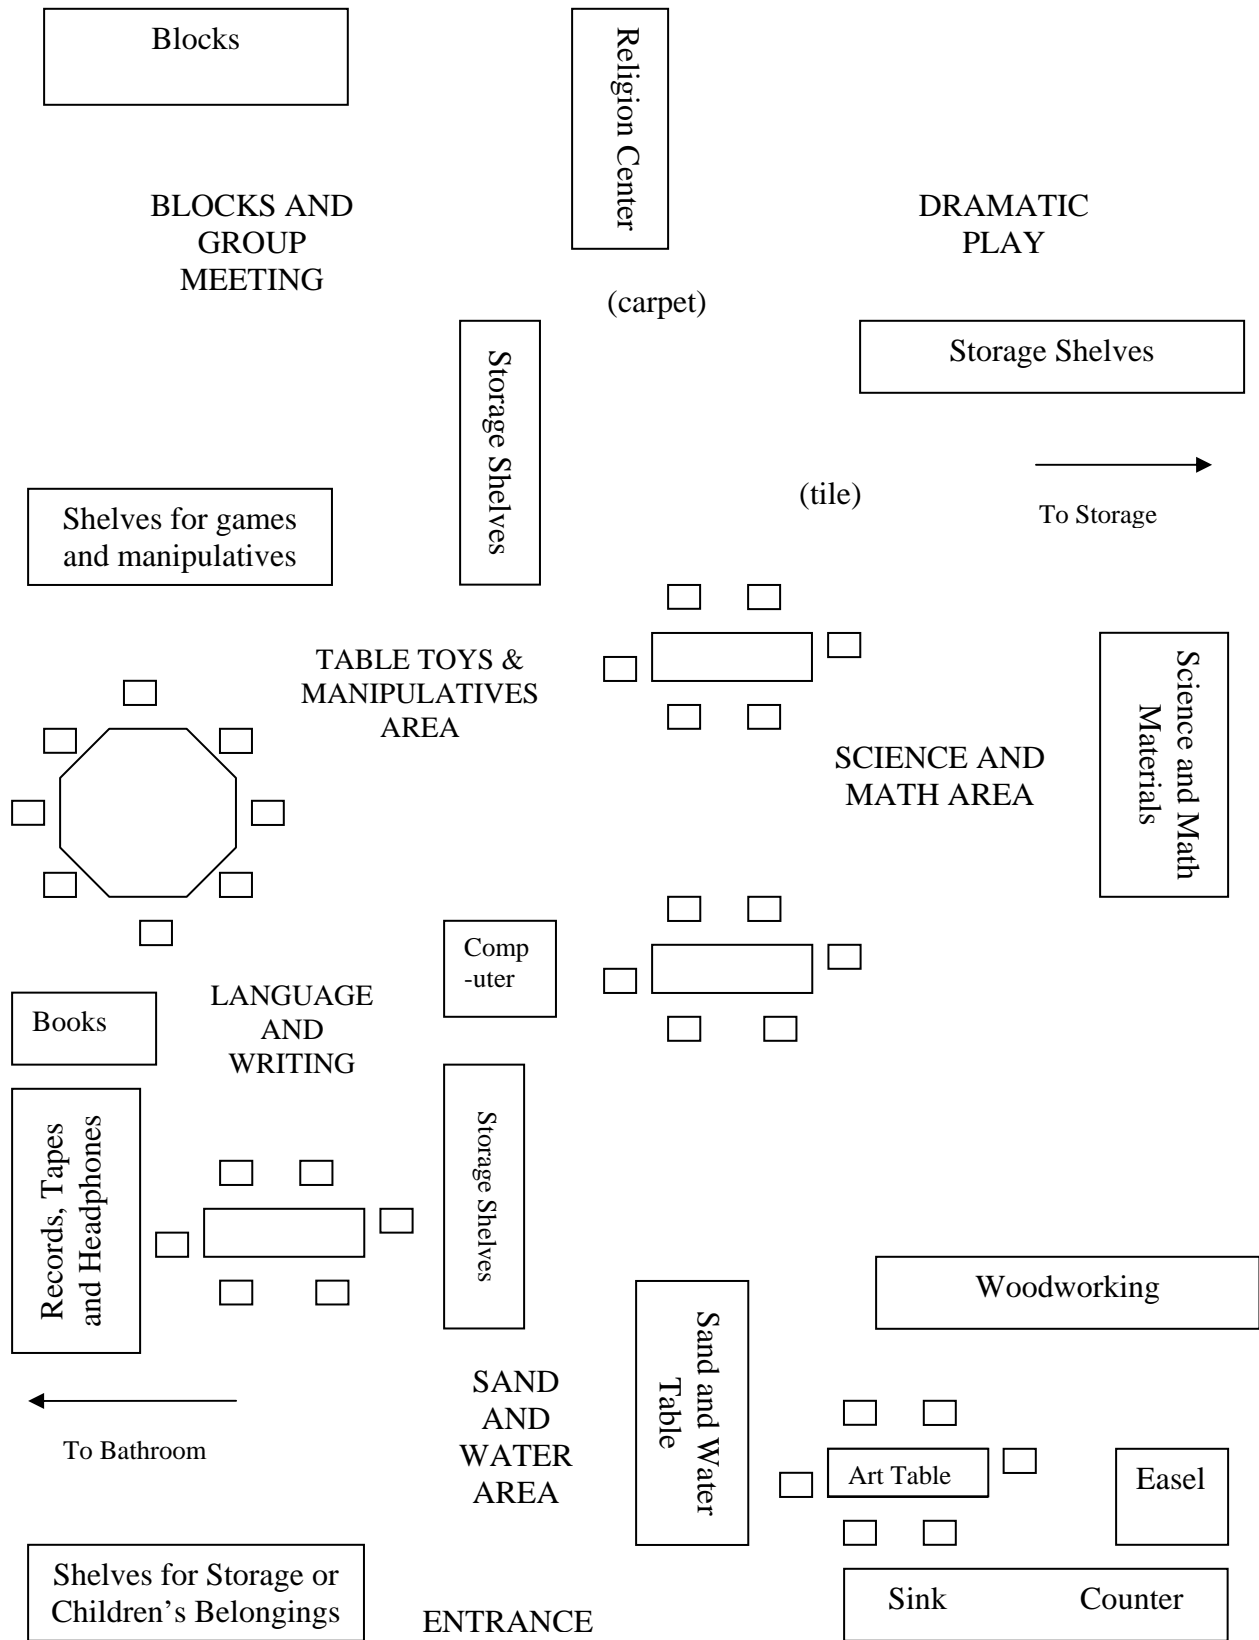 Blocks
Religion Center
BLOCKS AND
GROUP
MEETING
DRAMATIC
PLAY
(carpet)
Storage Shelves
Storage Shelves
(tile)
To Storage
Shelves for games
and manipulatives
TABLE TOYS &
MANIPULATIVES
AREA
Science and Math
Materials
SCIENCE AND
MATH AREA
Comp
-uter
Books
LANGUAGE
AND
WRITING
Records, Tapes
and Headphones
Storage Shelves
Woodworking
Sand and Water
Table
SAND
AND
WATER
AREA
To Bathroom
Art Table
Easel
Shelves for Storage or
Children’s Belongings
ENTRANCE
Sink Counter